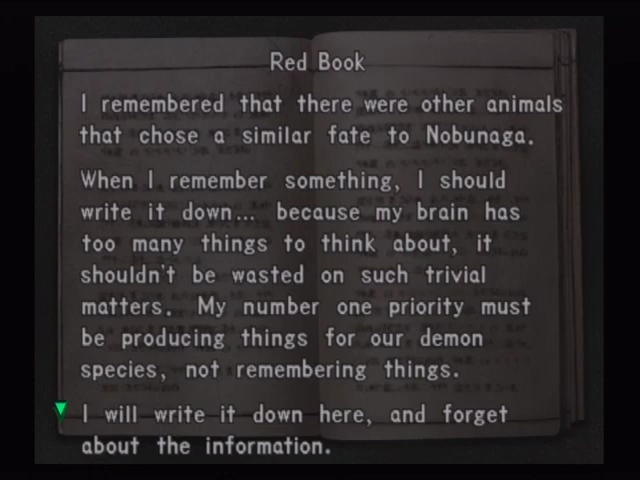 Red Book
I remembered that there were other animals
that chose a similar fate to Nobunaga.
When I remember something, I should
write it down... because my brain has
too many things to think about, it
shouldn't be wasted on such trivial
matters. My number one priority must
be producing things for our demon
species, not remembering things.
I will write it down here, and forget
about the information.